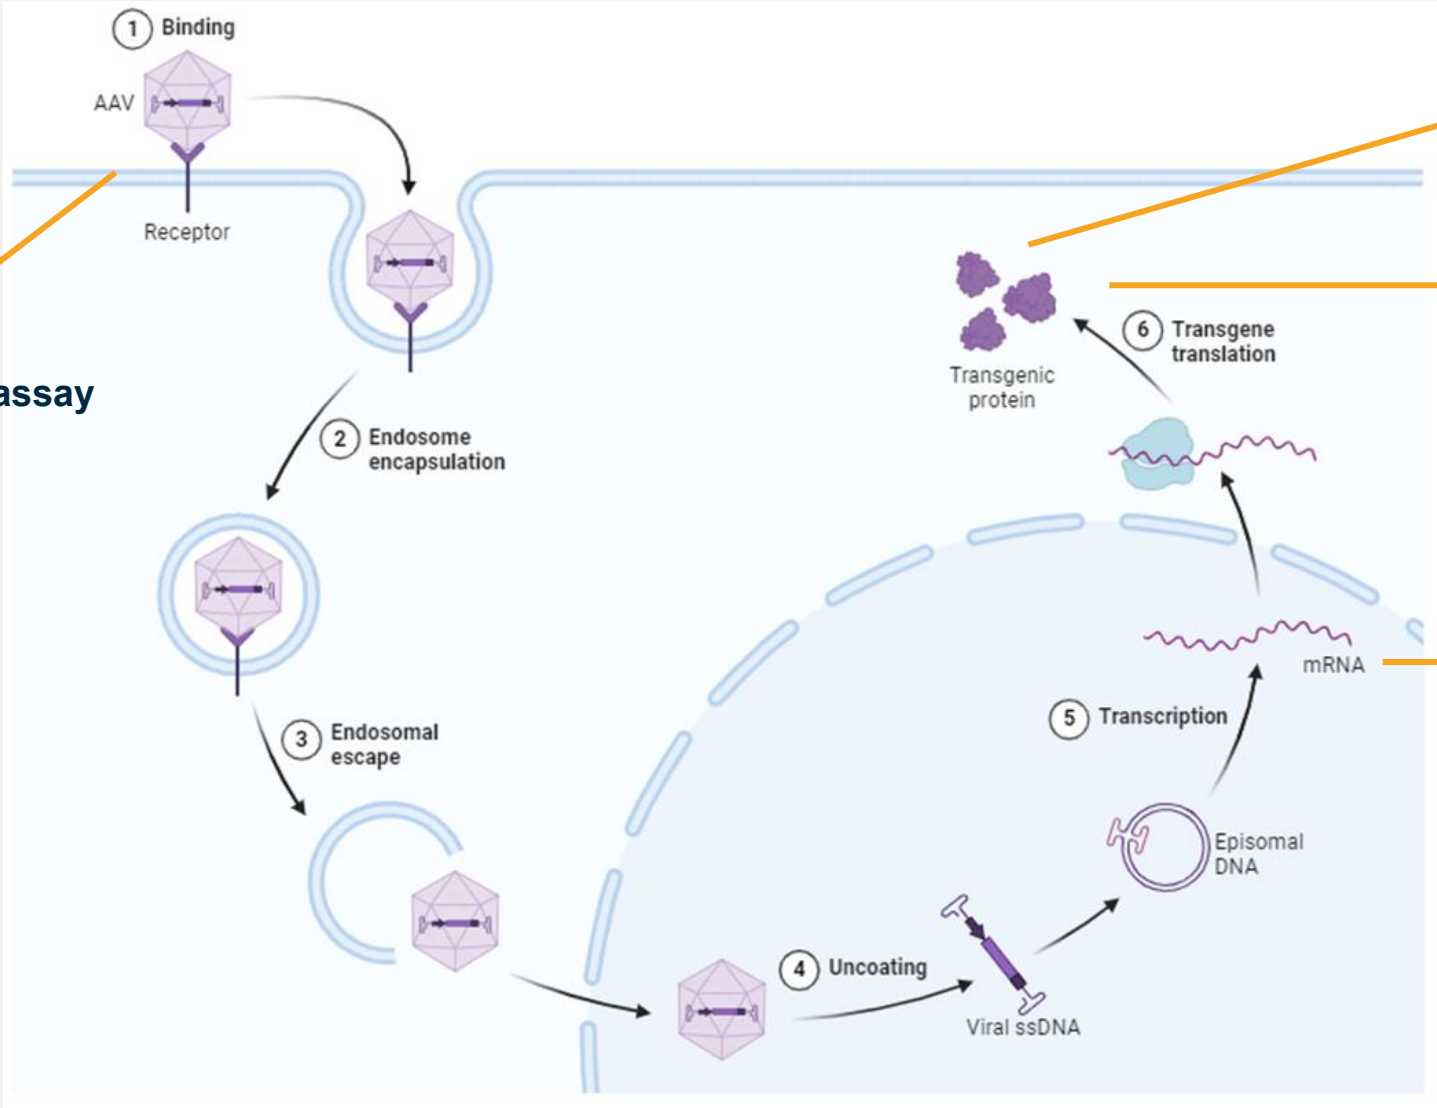 1 Binding
AAV
Receptor
assay
2 Endosome
encapsulation
3 Endosomal
escape
4 Uncoating
Viral ssDNA
Episomal
DNA
5 Transcription
mRNA
6 Transgene
translation
Transgenic
protein